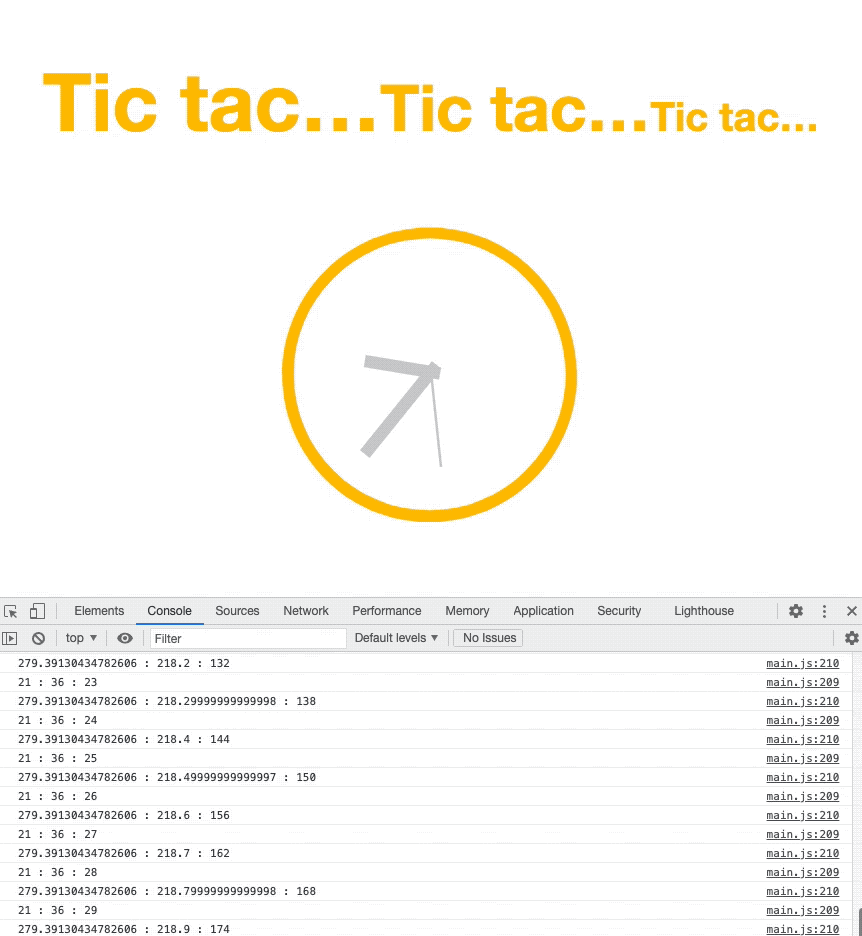 Tic tac...Tic tac...Tic tac...
Elements Console Sources Network Performance Memory Application Security Lighthouse
top Filter Default levels No Issues
279.39130434782606 : 218.2 : 132 main.js:210
21 : 36 : 23 main.js:209
279.39130434782606 : 218.29999999999998 : 138 main.js:210
21 : 36 : 24 main.js:209
279.39130434782606 : 218.4 : 144 main.js:210
21 : 36 : 25 main.js:209
279.39130434782606 : 218.49999999999997 : 150 main.js:210
21 : 36 : 26 main.js:209
279.39130434782606 : 218.6 : 156 main.js:210
21 : 36 : 27 main.js:209
279.39130434782606 : 218.7 : 162 main.js:210
21 : 36 : 28 main.js:209
279.39130434782606 : 218.79999999999998 : 168 main.js:210
21 : 36 : 29 main.js:209
279.39130434782606 : 218.9 : 174 main.js:210